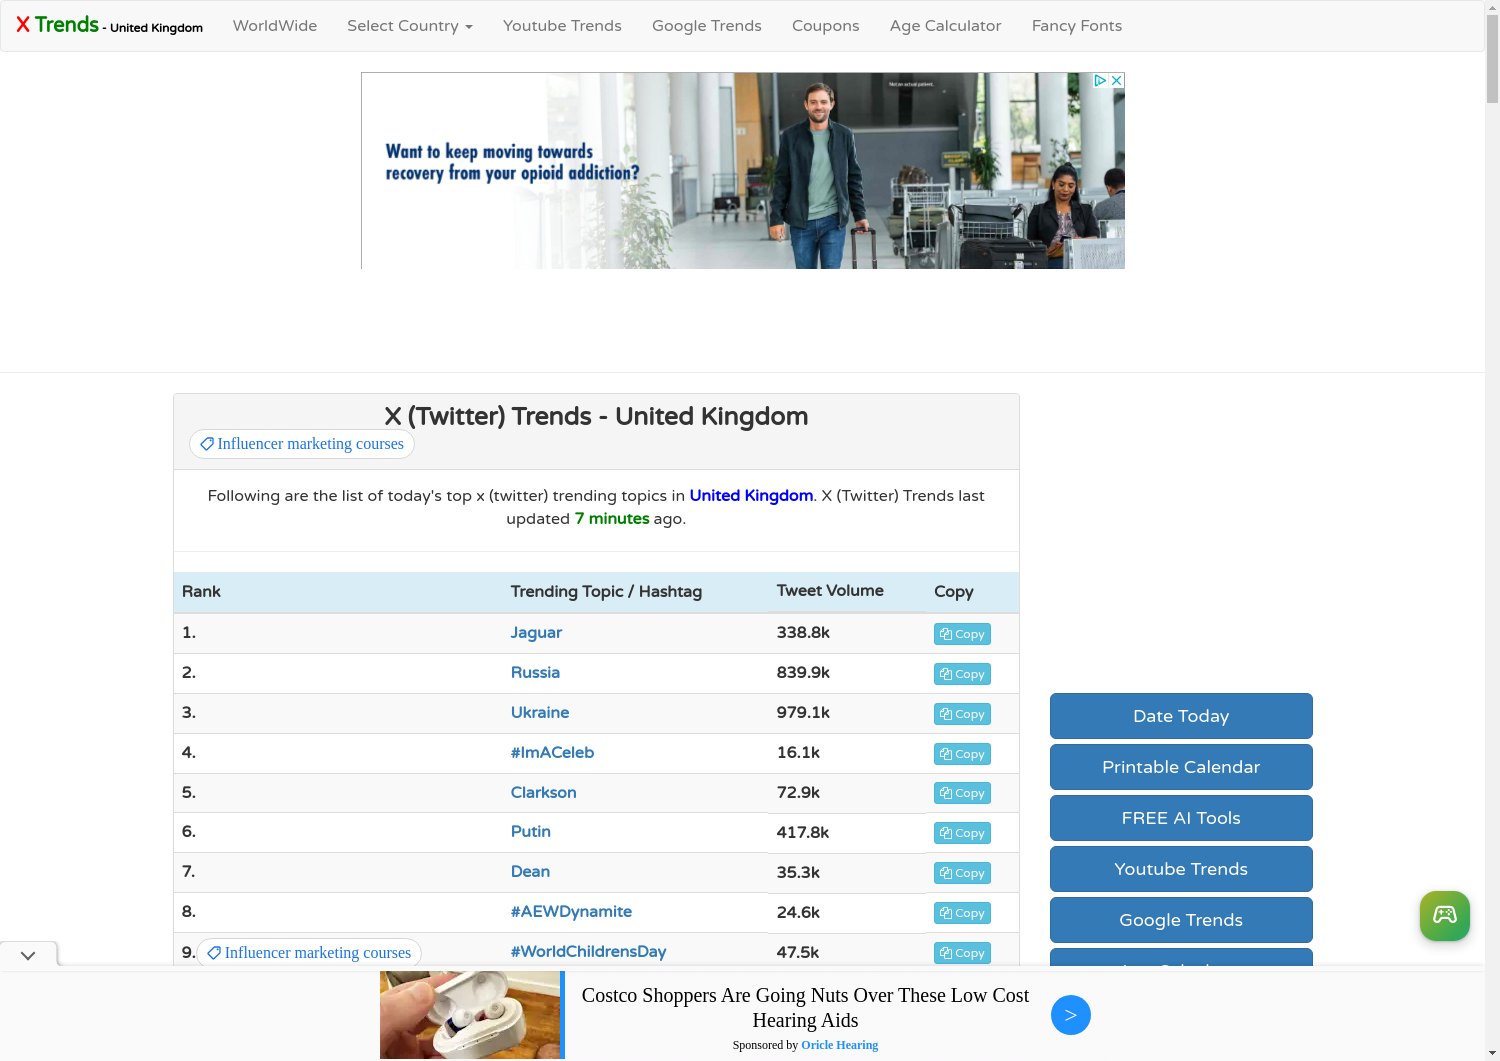 X Trends - United Kingdom
WorldWide
Select Country
Youtube Trends
Google Trends
Coupons
Age Calculator
Fancy Fonts
Not an actual patient.
Want to keep moving towards
recovery from your opioid addiction?
X (Twitter) Trends - United Kingdom
Influencer marketing courses
Following are the list of today's top x (twitter) trending topics in United Kingdom. X (Twitter) Trends last
updated 7 minutes ago.
Rank Trending Topic / Hashtag Tweet Volume Copy
1. Jaguar 338.8k Copy
2. Russia 839.9k Copy
3. Ukraine 979.1k Copy
4. #ImACeleb 16.1k Copy
5. Clarkson 72.9k Copy
6. Putin 417.8k Copy
7. Dean 35.3k Copy
8. #AEWDynamite 24.6k Copy
9. Influencer marketing courses #WorldChildrensDay 47.5k Copy
Date Today
Printable Calendar
FREE AI Tools
Youtube Trends
Google Trends
Costco Shoppers Are Going Nuts Over These Low Cost
Hearing Aids
Sponsored by Oricle Hearing
>